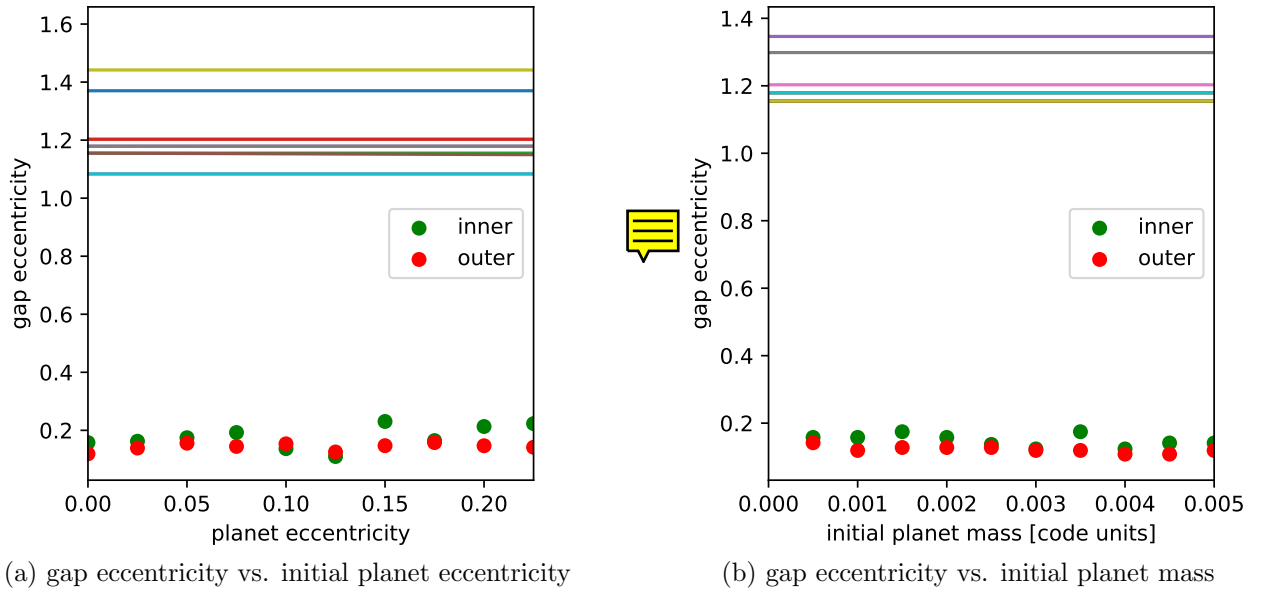 1.6
1.4
1.2
1.0
0.8
0.6
0.4
0.2
gap eccentricity
inner
outer
0.00 0.05 0.10 0.15 0.20
planet eccentricity
(a) gap eccentricity vs. initial planet eccentricity
1.4
1.2
1.0
0.8
0.6
0.4
0.2
gap eccentricity
inner
outer
0.000 0.001 0.002 0.003 0.004 0.005
initial planet mass [code units]
(b) gap eccentricity vs. initial planet mass